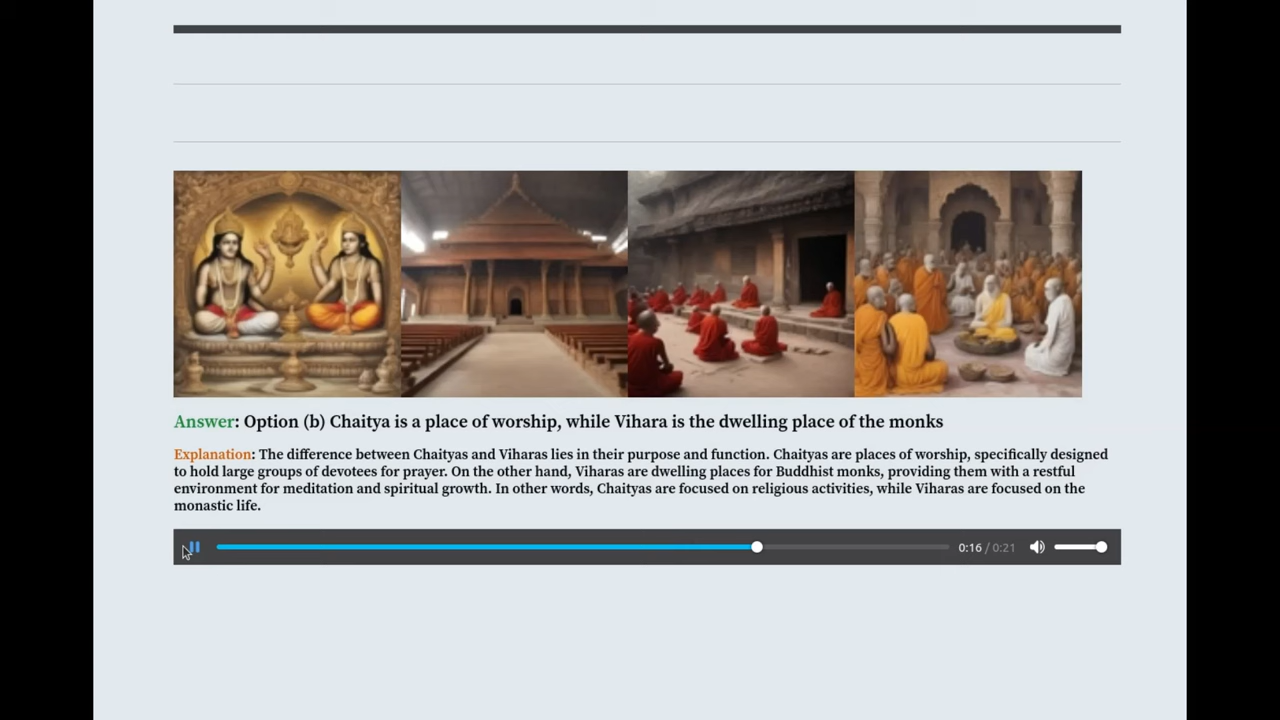 Answer: Option (b) Chaitya is a place of worship, while Vihara is the dwelling place of the monks
Explanation: The difference between Chaityas and Viharas lies in their purpose and function. Chaityas are places of worship, specifically designed
to hold large groups of devotees for prayer. On the other hand, Viharas are dwelling places for Buddhist monks, providing them with a restful
environment for meditation and spiritual growth. In other words, Chaityas are focused on religious activities, while Viharas are focused on the
monastic life.
0:16 / 0:21